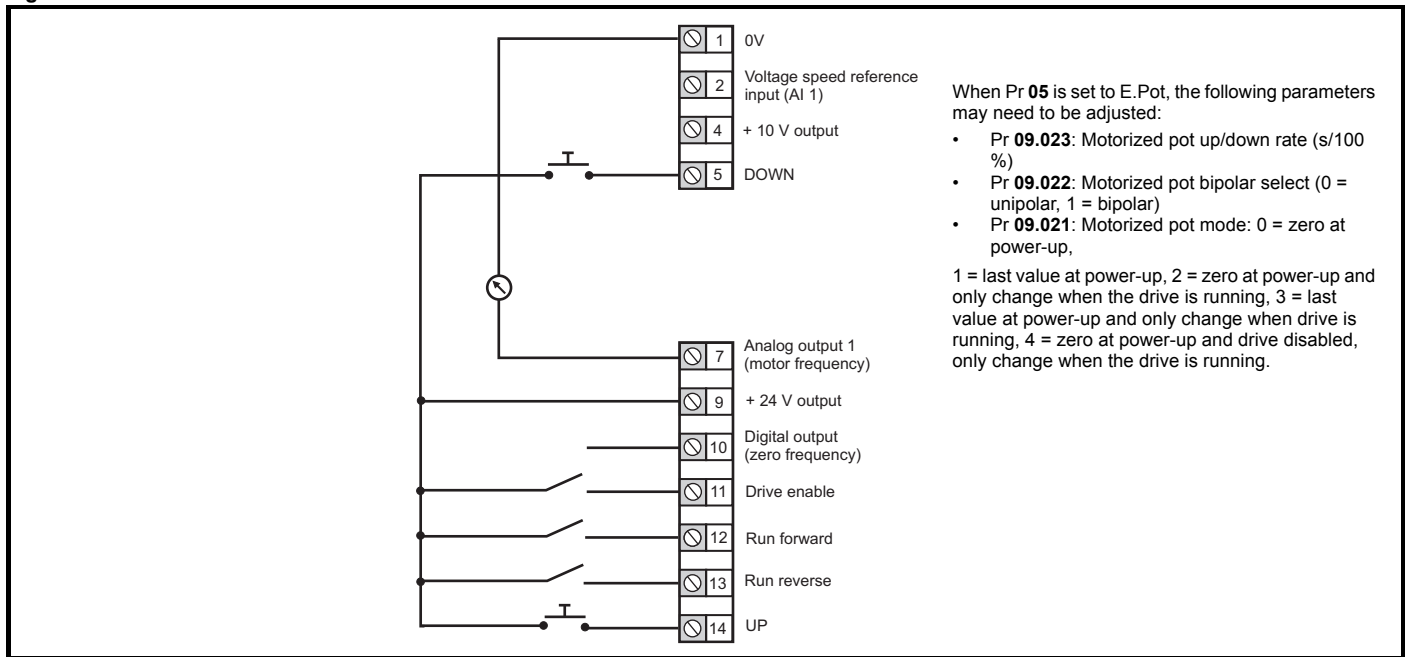 1 0V
2 Voltage speed reference
input (AI 1)
4 + 10 V output
5 DOWN
7 Analog output 1
(motor frequency)
9 + 24 V output
10 Digital output
(zero frequency)
11 Drive enable
12 Run forward
13 Run reverse
14 UP
When Pr 05 is set to E.Pot, the following parameters
may need to be adjusted:
• Pr 09.023: Motorized pot up/down rate (s/100
%)
• Pr 09.022: Motorized pot bipolar select (0 =
unipolar, 1 = bipolar)
• Pr 09.021: Motorized pot mode: 0 = zero at
power-up,
1 = last value at power-up, 2 = zero at power-up and
only change when the drive is running, 3 = last
value at power-up and only change when drive is
running, 4 = zero at power-up and drive disabled,
only change when the drive is running.